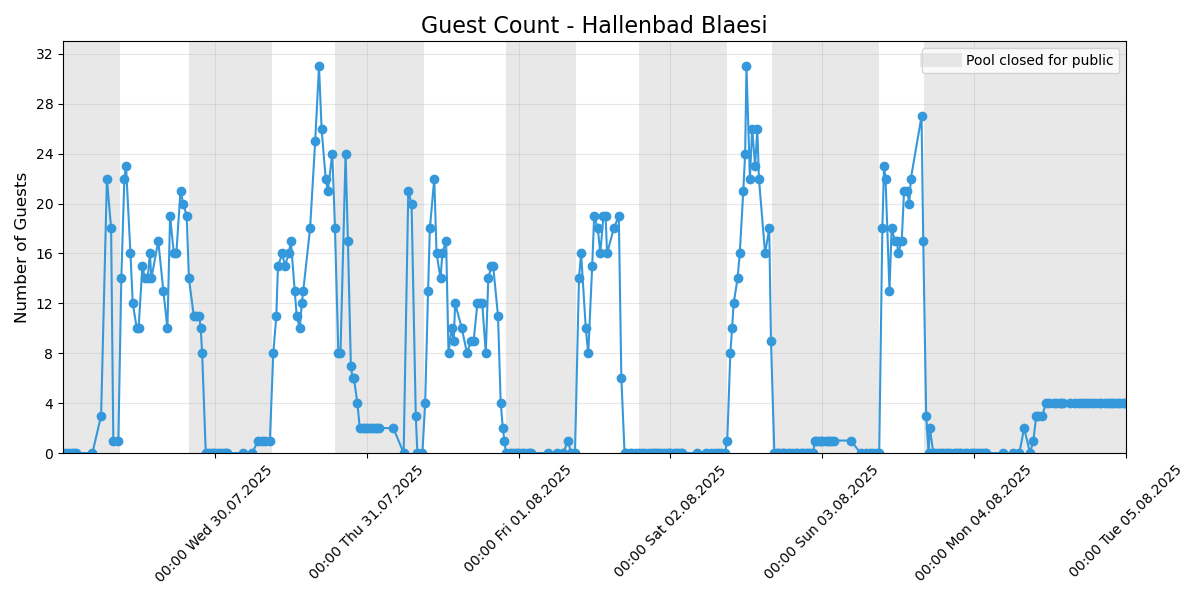 Guest Count - Hallenbad Blaesi
Pool closed for public
Number of Guests
32
28
24
20
16
12
8
4
0
00:00 Wed 30.07.2025
00:00 Thu 31.07.2025
00:00 Fri 01.08.2025
00:00 Sat 02.08.2025
00:00 Sun 03.08.2025
00:00 Mon 04.08.2025
00:00 Tue 05.08.2025